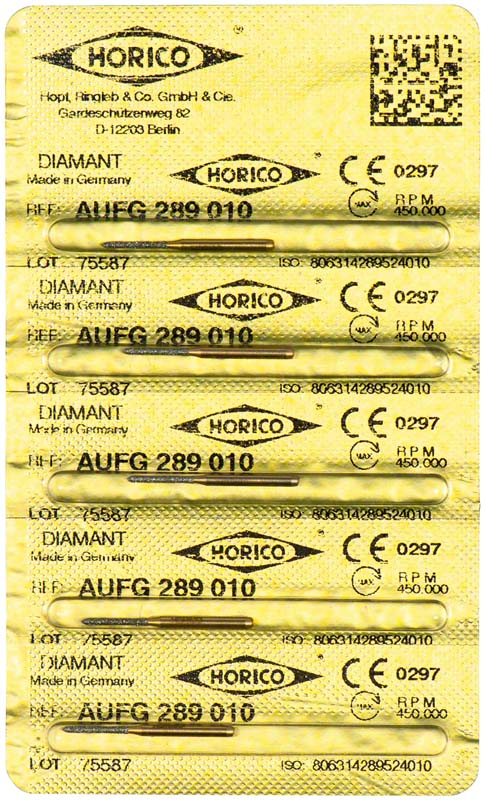 HORICO ®
Hopf, Ringleb & Co. GmbH & Cie.
Gardeschützenweg 82
D-12203 Berlin
DIAMANT
Made in Germany
HORICO ®
CE 0297
REF: AUFG 289 010
MAX. RPM 450.000
LOT 75587 ISO: 806314289524010
DIAMANT
Made in Germany
HORICO ®
CE 0297
REF: AUFG 289 010
MAX. RPM 450.000
LOT 75587 ISO: 806314289524010
DIAMANT
Made in Germany
HORICO ®
CE 0297
REF: AUFG 289 010
MAX. RPM 450.000
LOT 75587 ISO: 806314289524010
DIAMANT
Made in Germany
HORICO ®
CE 0297
REF: AUFG 289 010
MAX. RPM 450.000
LOT 75587 ISO: 806314289524010
DIAMANT
Made in Germany
HORICO ®
CE 0297
REF: AUFG 289 010
MAX. RPM 450.000
LOT 75587 ISO: 806314289524010